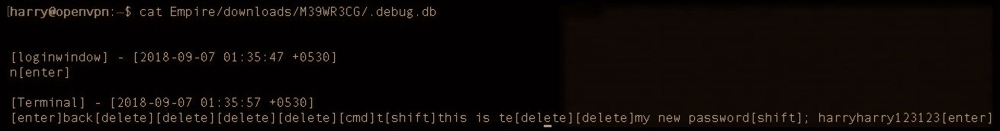 [harry@openvpn:~$ cat Empire/downloads/M39WR3CG/.debug.db
[loginwindow] - [2018-09-07 01:35:47 +0530]
n[enter]
[Terminal] - [2018-09-07 01:35:57 +0530]
[enter]back[delete][delete][delete][delete][cmd]t[shift]this is te[delete][delete]my new password[shift]; harryharry123123[enter]